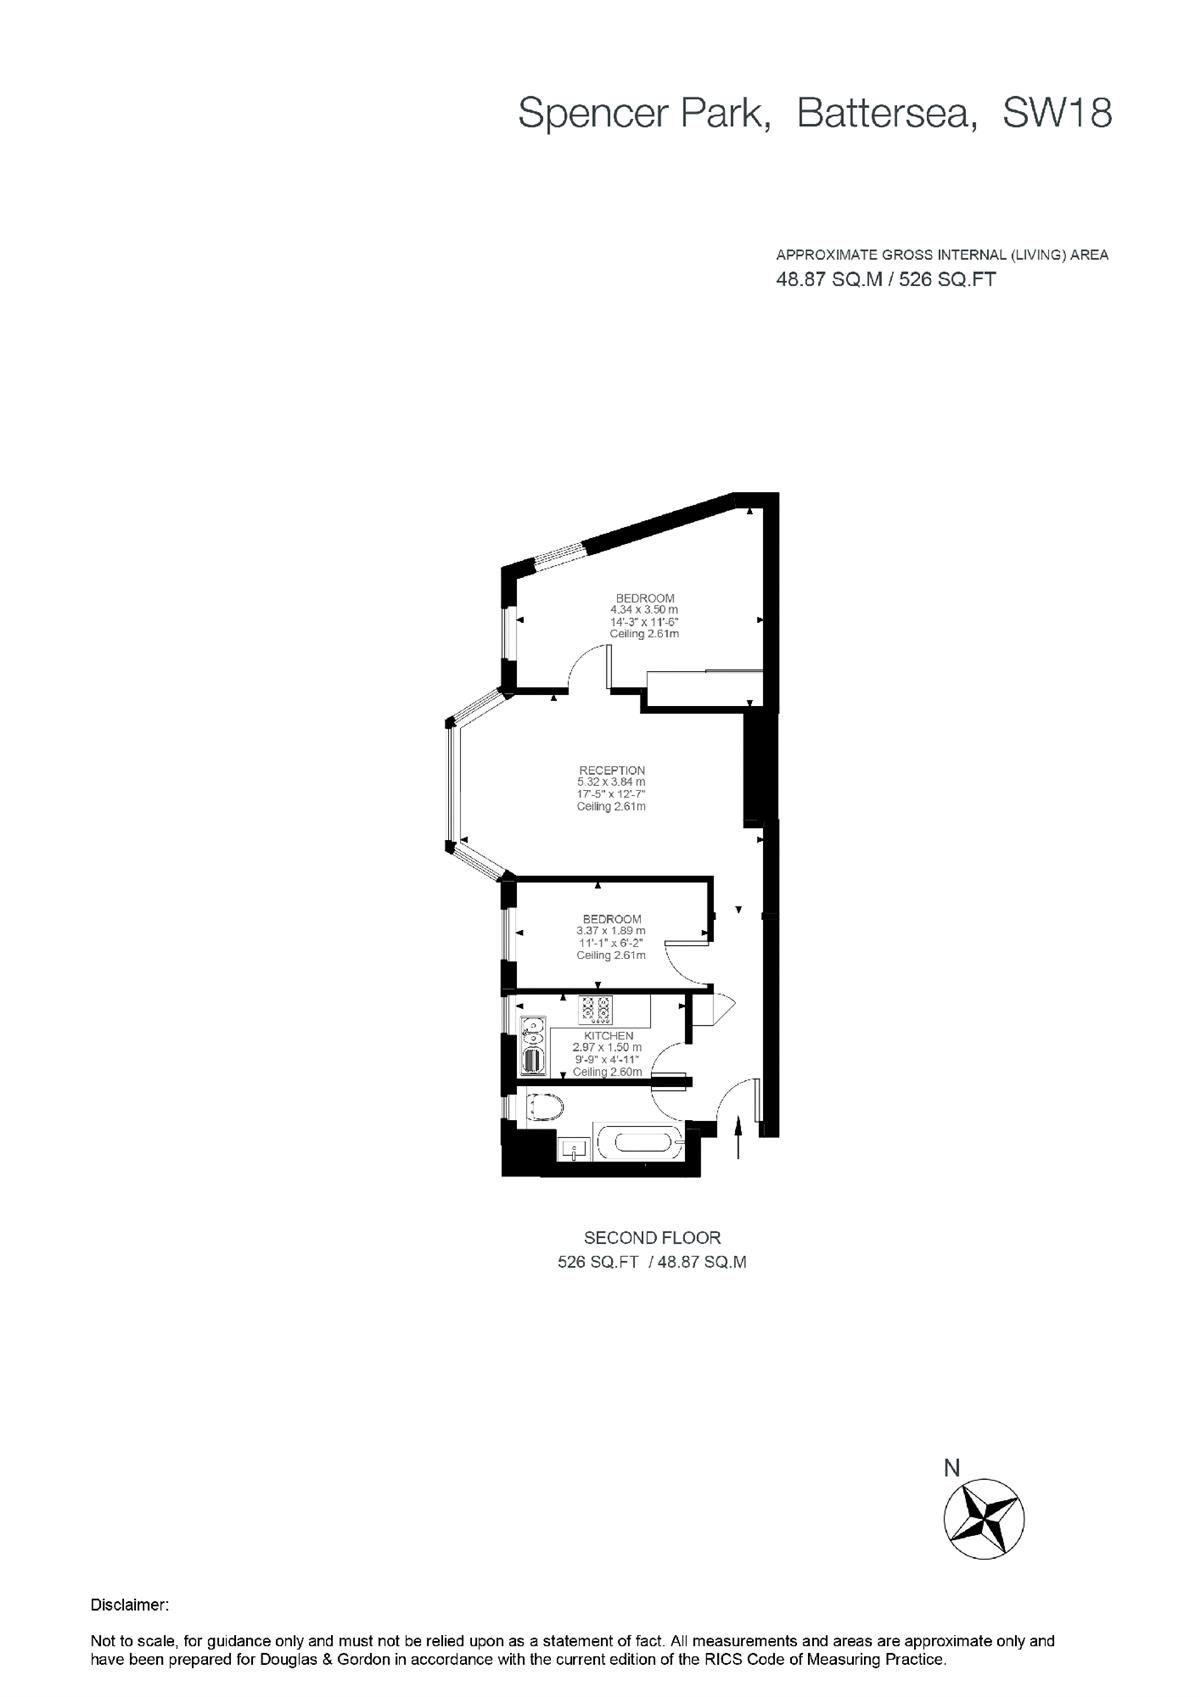 Spencer Park, Battersea, SW18
APPROXIMATE GROSS INTERNAL (LIVING) AREA
48.87 SQ.M / 526 SQ.FT
BEDROOM
4.34 x 3.50 m
14'-3" x 11'-6"
Ceiling 2.61m
RECEPTION
5.32 x 3.84 m
17'-5" x 12'-7"
Ceiling 2.61m
BEDROOM
3.37 x 1.89 m
11'-1" x 6'-2"
Ceiling 2.61m
KITCHEN
2.97 x 1.50 m
9'-9" x 4'-11"
Ceiling 2.60m
SECOND FLOOR
526 SQ.FT / 48.87 SQ.M
N
Disclaimer:
Not to scale, for guidance only and must not be relied upon as a statement of fact. All measurements and areas are approximate only and
have been prepared for Douglas & Gordon in accordance with the current edition of the RICS Code of Measuring Practice.